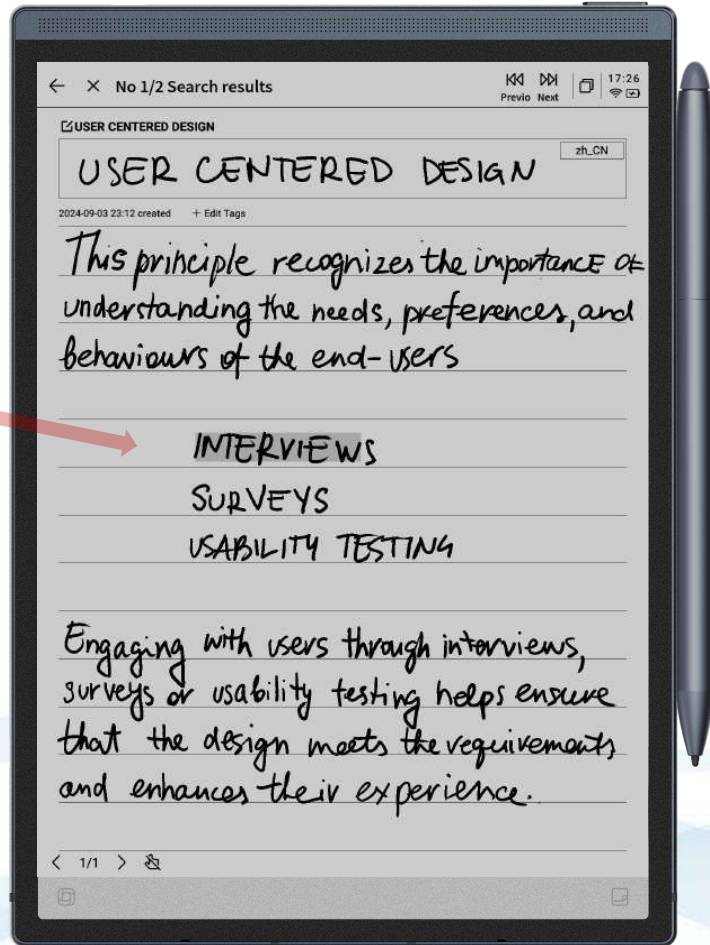 No 1/2 Search results
Previo Next
17:26
USER CENTERED DESIGN
zh_CN
USER CENTERED DESIGN
2024-09-03 23:12 created + Edit Tags
This principle recognizes the importancE OF
understanding the needs, preferences, and
behaviours of the end-users
INTERVIEWS
SURVEYS
USABILITY TESTING
Engaging with users through interviews,
surveys or usability testing helps ensure
that the design meets the requirements
and enhances their experience.
1/1